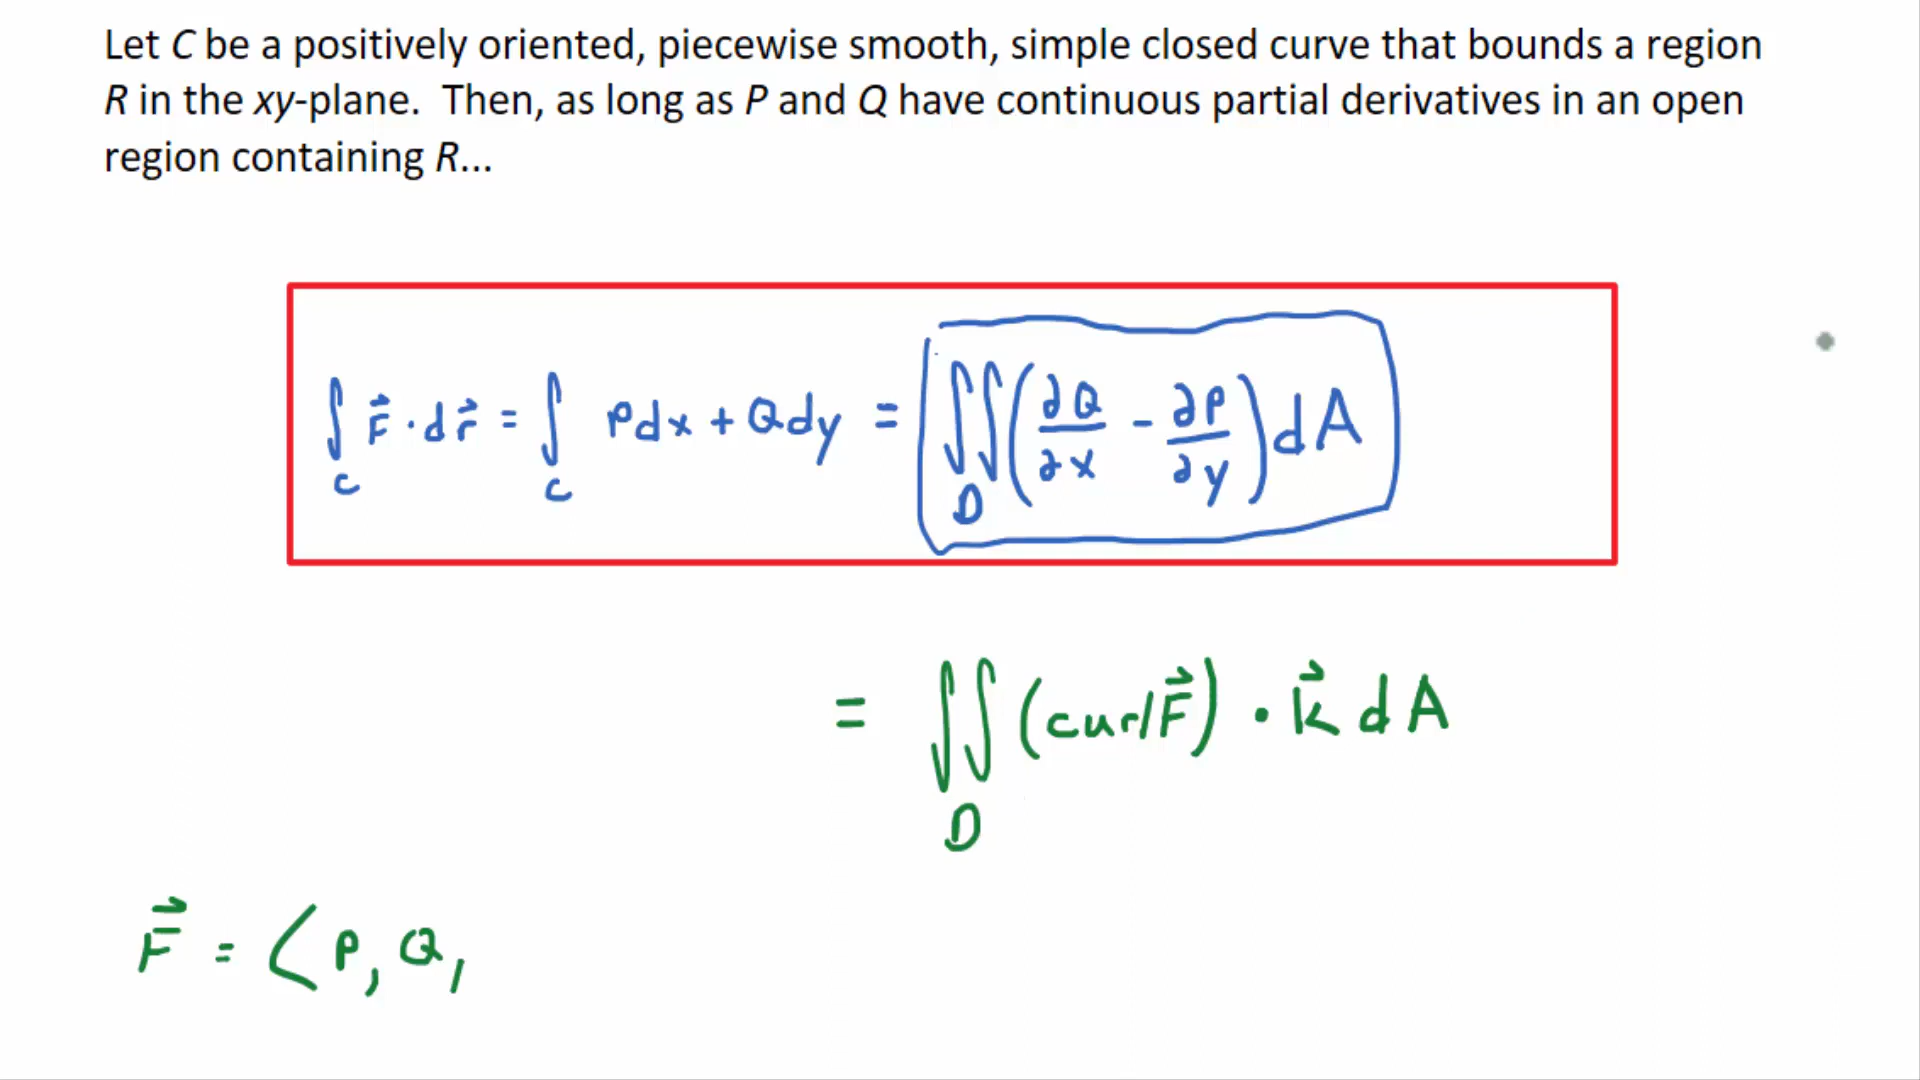 Let C be a positively oriented, piecewise smooth, simple closed curve that bounds a region
R in the xy-plane. Then, as long as P and Q have continuous partial derivatives in an open
region containing R...
∫_C F⃗ · dr⃗ = ∫_C Pdx + Qdy = ∬_D (∂Q/∂x - ∂P/∂y) dA
= ∬_D (curl F⃗) · k⃗ dA
F⃗ = ⟨P, Q,